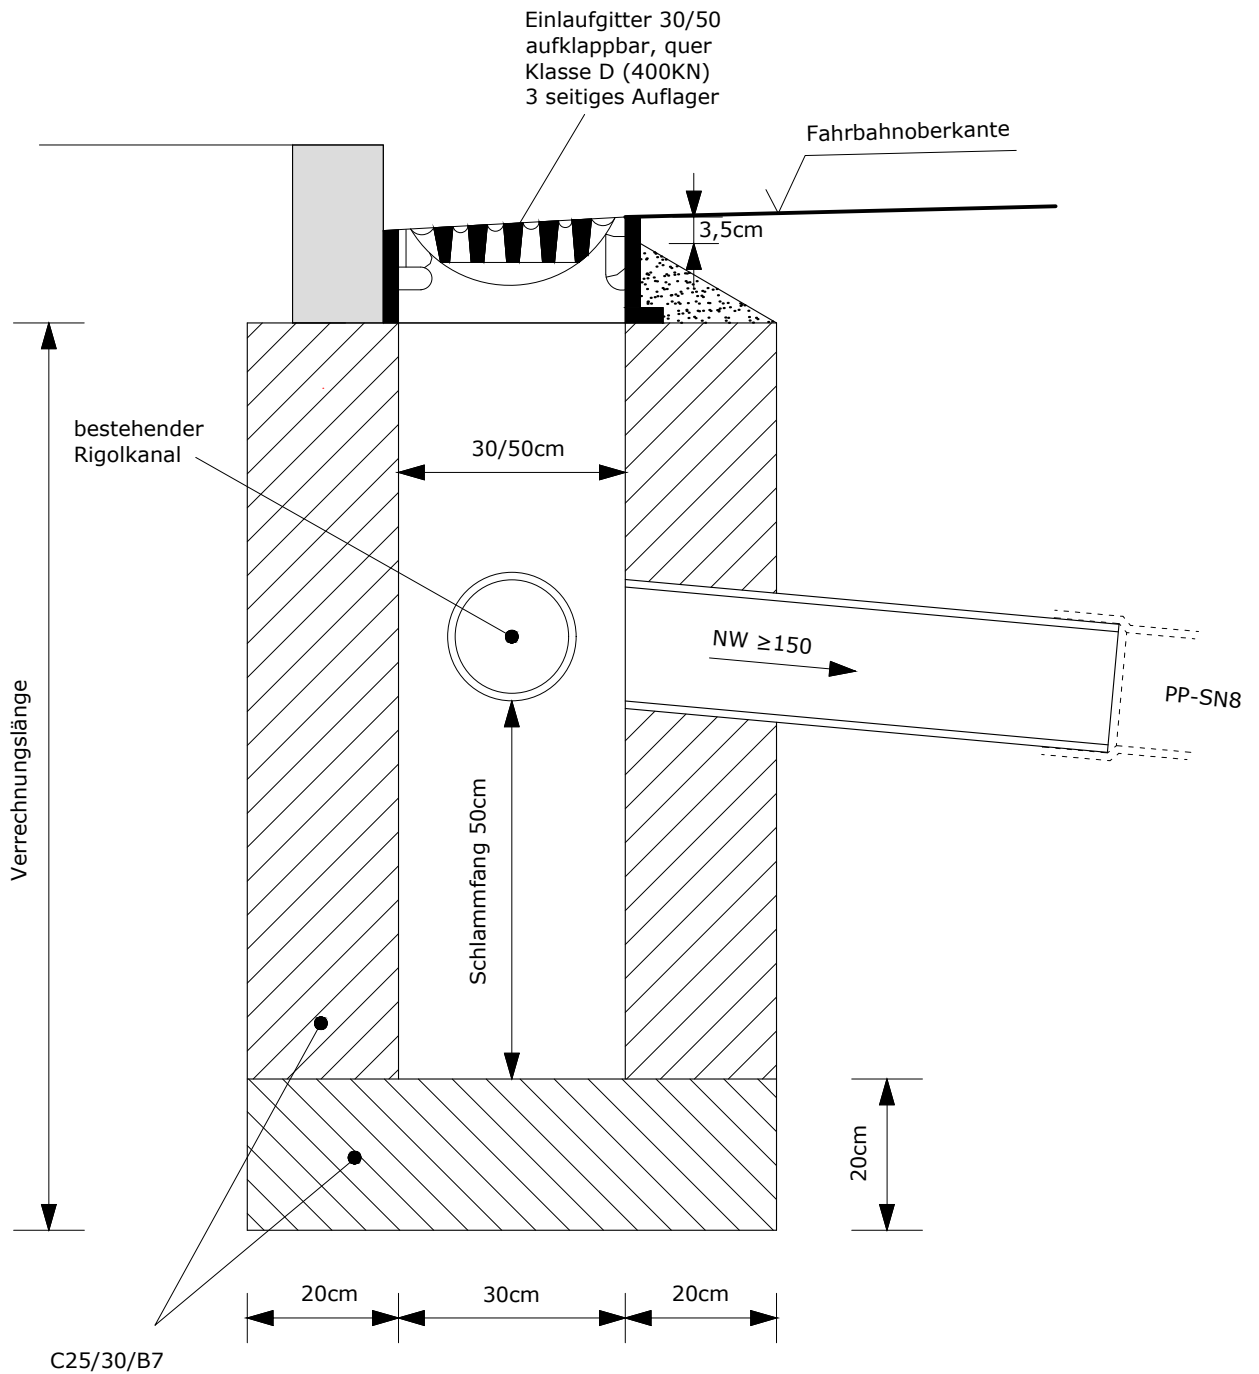 Einlaufgitter 30/50
aufklappbar, quer
Klasse D (400KN)
3 seitiges Auflager
Fahrbahnoberkante
3,5cm
bestehender
Rigolkanal
30/50cm
NW ≥150
PP-SN8
Verrechnungslänge
Schlammfang 50cm
20cm
20cm
30cm
20cm
C25/30/B7